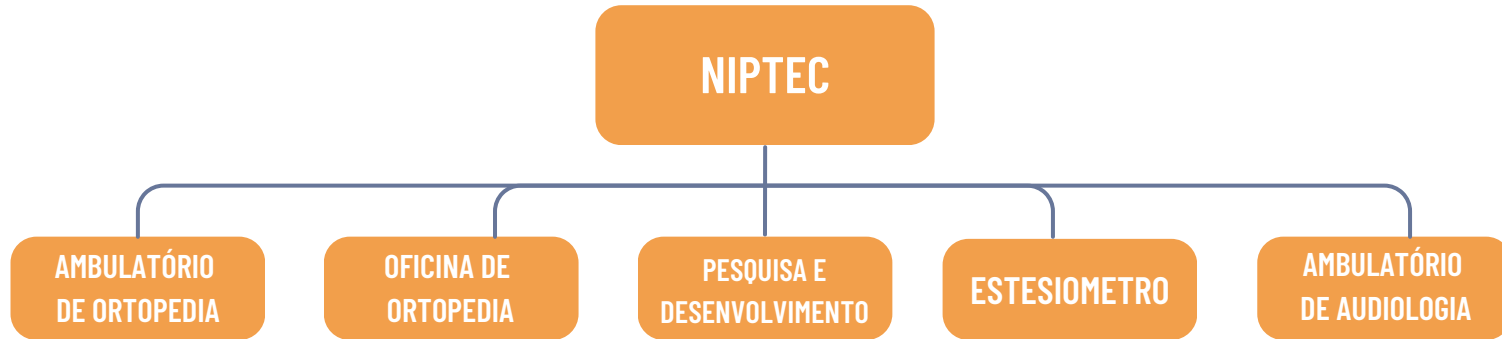 NIPTEC
AMBULATÓRIO
DE ORTOPEDIA
OFICINA DE
ORTOPEDIA
PESQUISA E
DESENVOLVIMENTO
ESTESIOMETRO
AMBULATÓRIO
DE AUDIOLOGIA